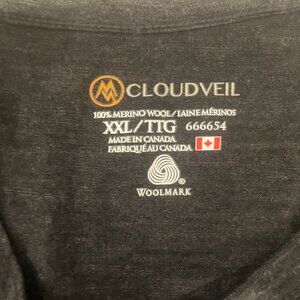 CLOUDVEIL
100% MERINO WOOL/LAINE MÉRINOS
XXL/TTG 666654
MADE IN CANADA
FABRIQUÉ AU CANADA
WOOLMARK
®